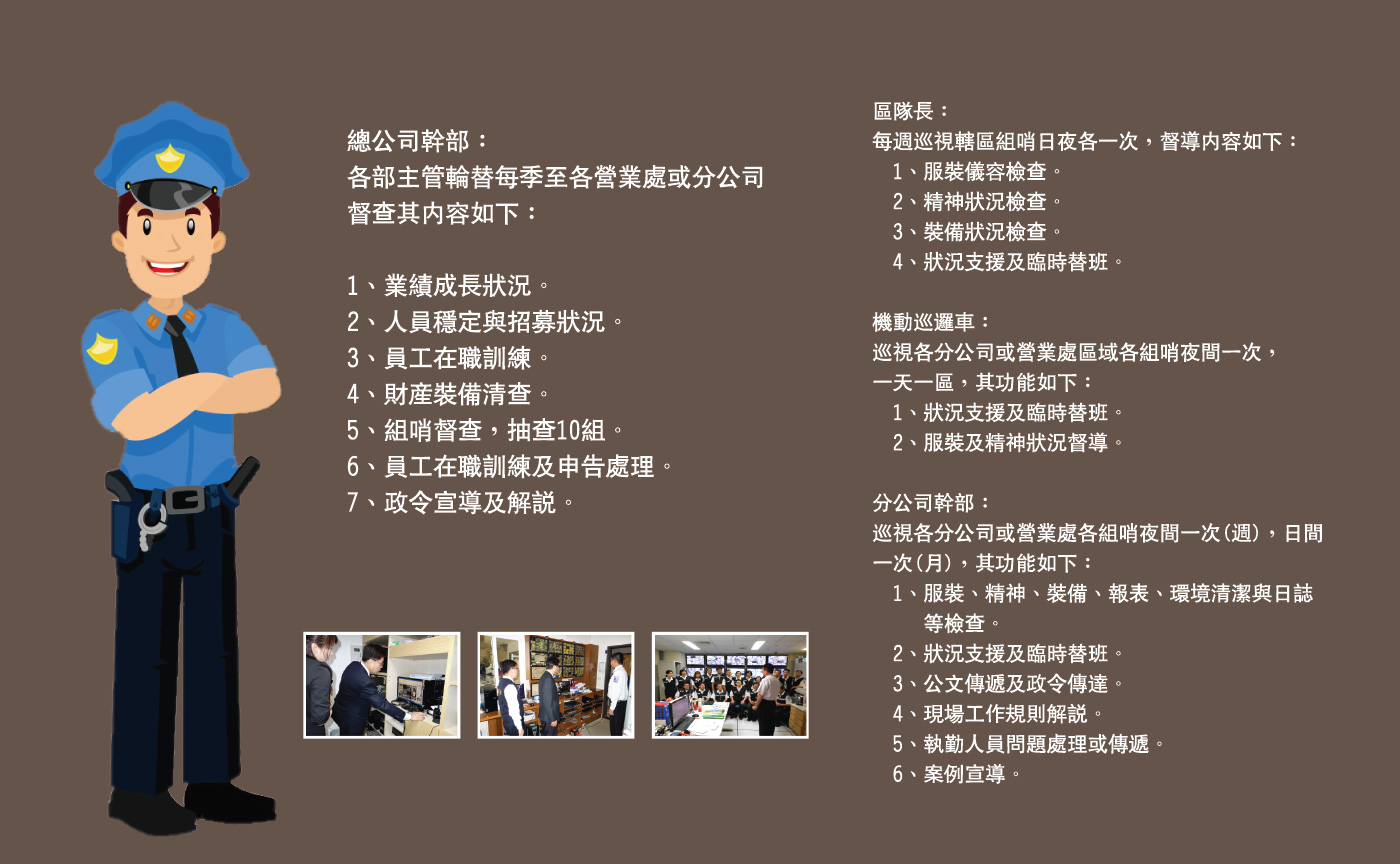 總公司幹部：
各部主管輪替每季至各營業處或分公司
督查其內容如下：
1、業績成長狀況。
2、人員穩定與招募狀況。
3、員工在職訓練。
4、財產裝備清查。
5、組哨督查，抽查10組。
6、員工在職訓練及申告處理。
7、政令宣導及解說。
區隊長：
每週巡視轄區組哨日夜各一次，督導內容如下：
1、服裝儀容檢查。
2、精神狀況檢查。
3、裝備狀況檢查。
4、狀況支援及臨時替班。
機動巡邏車：
巡視各分公司或營業處區域各組哨夜間一次，
一天一區，其功能如下：
1、狀況支援及臨時替班。
2、服裝及精神狀況督導。
分公司幹部：
巡視各分公司或營業處各組哨夜間一次(週)，日間
一次(月)，其功能如下：
1、服裝、精神、裝備、報表、環境清潔與日誌
等檢查。
2、狀況支援及臨時替班。
3、公文傳遞及政令傳達。
4、現場工作規則解說。
5、執勤人員問題處理或傳遞。
6、案例宣導。